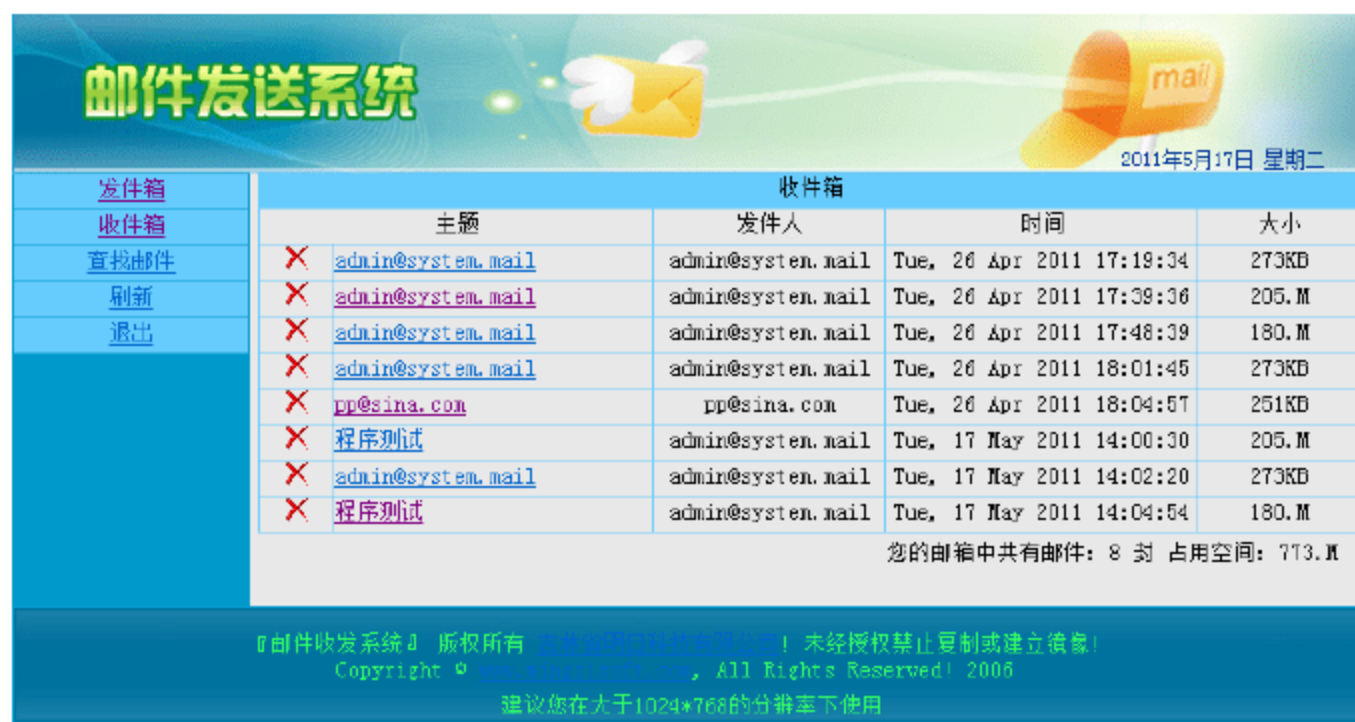 邮件发送系统
mail
2011年5月17日 星期二
发件箱
收件箱
查找邮件
刷新
退出
收件箱
主题 发件人 时间 大小
admin@system.mail admin@system.mail Tue, 26 Apr 2011 17:19:34 273KB
admin@system.mail admin@system.mail Tue, 26 Apr 2011 17:39:36 205.M
admin@system.mail admin@system.mail Tue, 26 Apr 2011 17:48:39 180.M
admin@system.mail admin@system.mail Tue, 26 Apr 2011 18:01:45 273KB
pp@sina.com pp@sina.com Tue, 26 Apr 2011 18:04:57 251KB
程序测试 admin@system.mail Tue, 17 May 2011 14:00:30 205.M
admin@system.mail admin@system.mail Tue, 17 May 2011 14:02:20 273KB
程序测试 admin@system.mail Tue, 17 May 2011 14:04:54 180.M
您的邮箱中共有邮件：8 封 占用空间：773.M
『邮件收发系统』 版权所有 ！未经授权禁止复制或建立镜像！
Copyright © , All Rights Reserved! 2006
建议您在大于1024*768的分辨率下使用